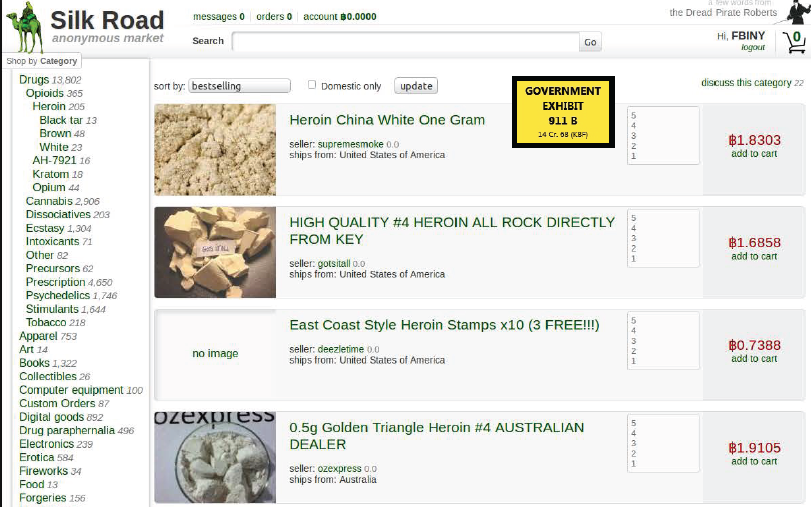 Silk Road
anonymous market
messages 0 | orders 0 | account ฿0.0000
a few words from
the Dread Pirate Roberts
Search
Go
Hi, FBINY
logout
0
Shop by Category
Drugs 13,802
Opioids 365
Heroin 205
Black tar 13
Brown 48
White 23
AH-7921 16
Kratom 18
Opium 44
Cannabis 2,906
Dissociatives 203
Ecstasy 1,304
Intoxicants 71
Other 82
Precursors 62
Prescription 4,650
Psychedelics 1,746
Stimulants 1,644
Tobacco 218
Apparel 753
Art 14
Books 1,322
Collectibles 26
Computer equipment 100
Custom Orders 87
Digital goods 892
Drug paraphernalia 496
Electronics 239
Erotica 584
Fireworks 34
Food 13
Forgeries 156
sort by: bestselling
Domestic only
update
discuss this category 22
GOVERNMENT
EXHIBIT
911 B
14 Cr. 68 (KBF)
Heroin China White One Gram
seller: supremesmoke 0.0
ships from: United States of America
5
4
3
2
1
฿1.8303
add to cart
HIGH QUALITY #4 HEROIN ALL ROCK DIRECTLY
FROM KEY
seller: gotsitall 0.0
ships from: United States of America
5
4
3
2
1
฿1.6858
add to cart
no image
East Coast Style Heroin Stamps x10 (3 FREE!!!)
seller: deezletime 0.0
ships from: United States of America
5
4
3
2
1
฿0.7388
add to cart
ozexpress
0.5g Golden Triangle Heroin #4 AUSTRALIAN
DEALER
seller: ozexpress 0.0
ships from: Australia
5
4
3
2
1
฿1.9105
add to cart